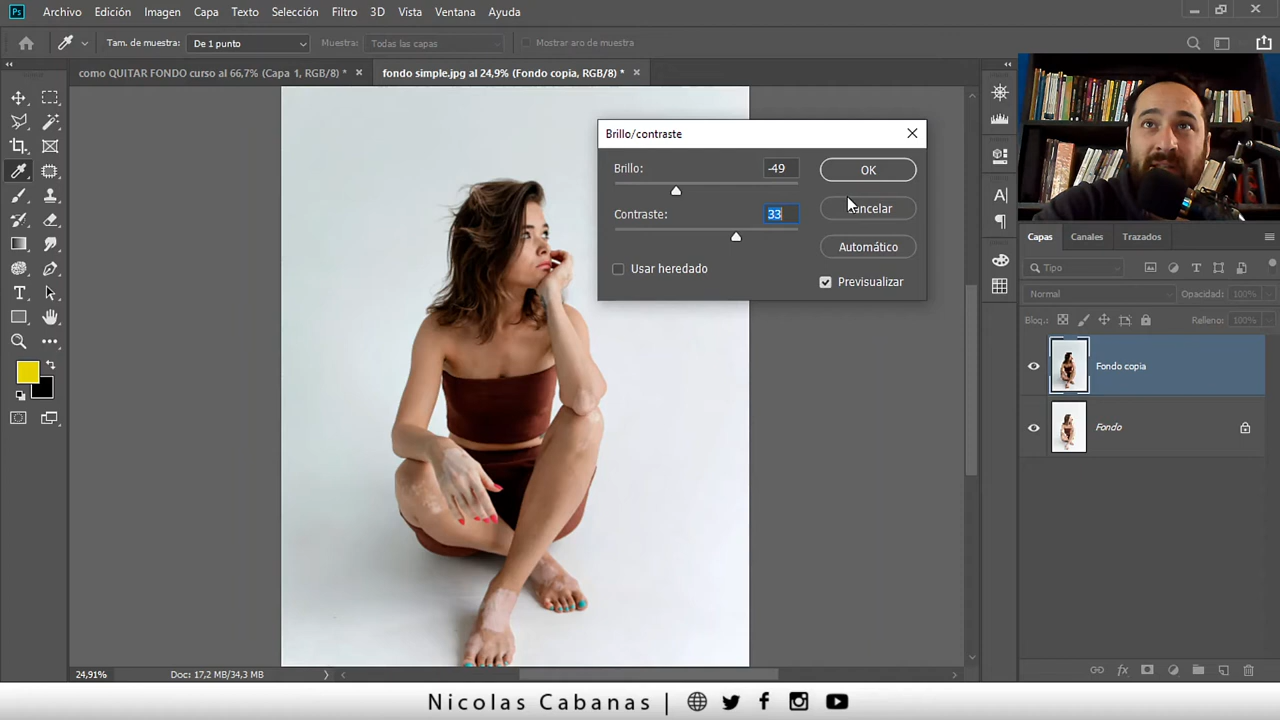 Ps Archivo Edición Imagen Capa Texto Selección Filtro 3D Vista Ventana Ayuda
Tam. de muestra: De 1 punto Muestra: Todas las capas Mostrar aro de muestra
como QUITAR FONDO curso al 66,7% (Capa 1, RGB/8) * × fondo simple.jpg al 24,9% (Fondo copia, RGB/8) * ×
Brillo/contraste
Brillo: -49 OK
Contraste: 33 Cancelar
Automático
Usar heredado
Previsualizar
Capas Canales Trazados
Tipo
Normal Opacidad: 100%
Bloq.: Relleno: 100%
Fondo copia
Fondo
24,91% Doc: 17,2 MB/34,3 MB
Nicolas Cabanas |